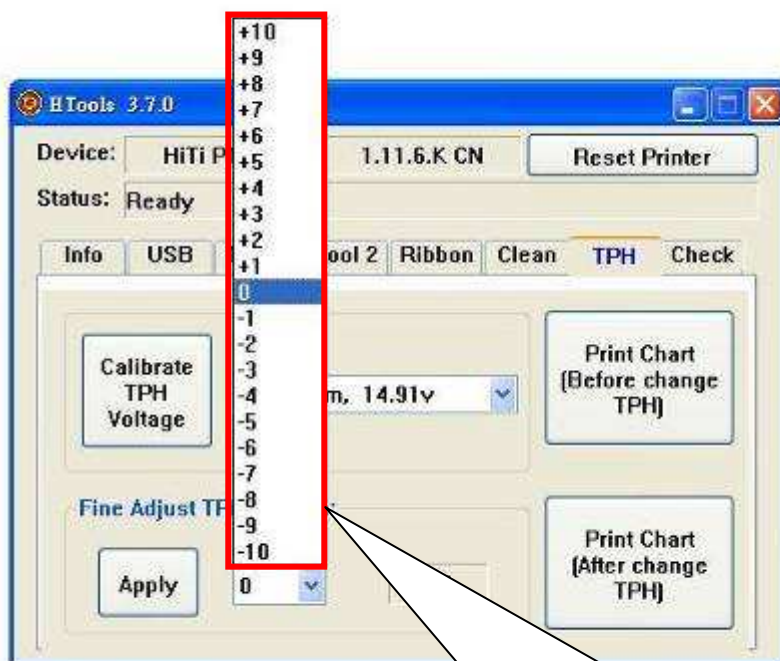 +10
+9
+8
+7
+6
+5
+4
+3
+2
+1
0
-1
-2
-3
-4
-5
-6
-7
-8
-9
-10
HTools 3.7.0
Device: HiTi P 1.11.6.K CN Reset Printer
Status: Ready
Info USB ool 2 Ribbon Clean TPH Check
Calibrate
TPH
Voltage
m, 14.91v
Print Chart
(Before change
TPH)
Fine Adjust TP
Apply
0
Print Chart
(After change
TPH)